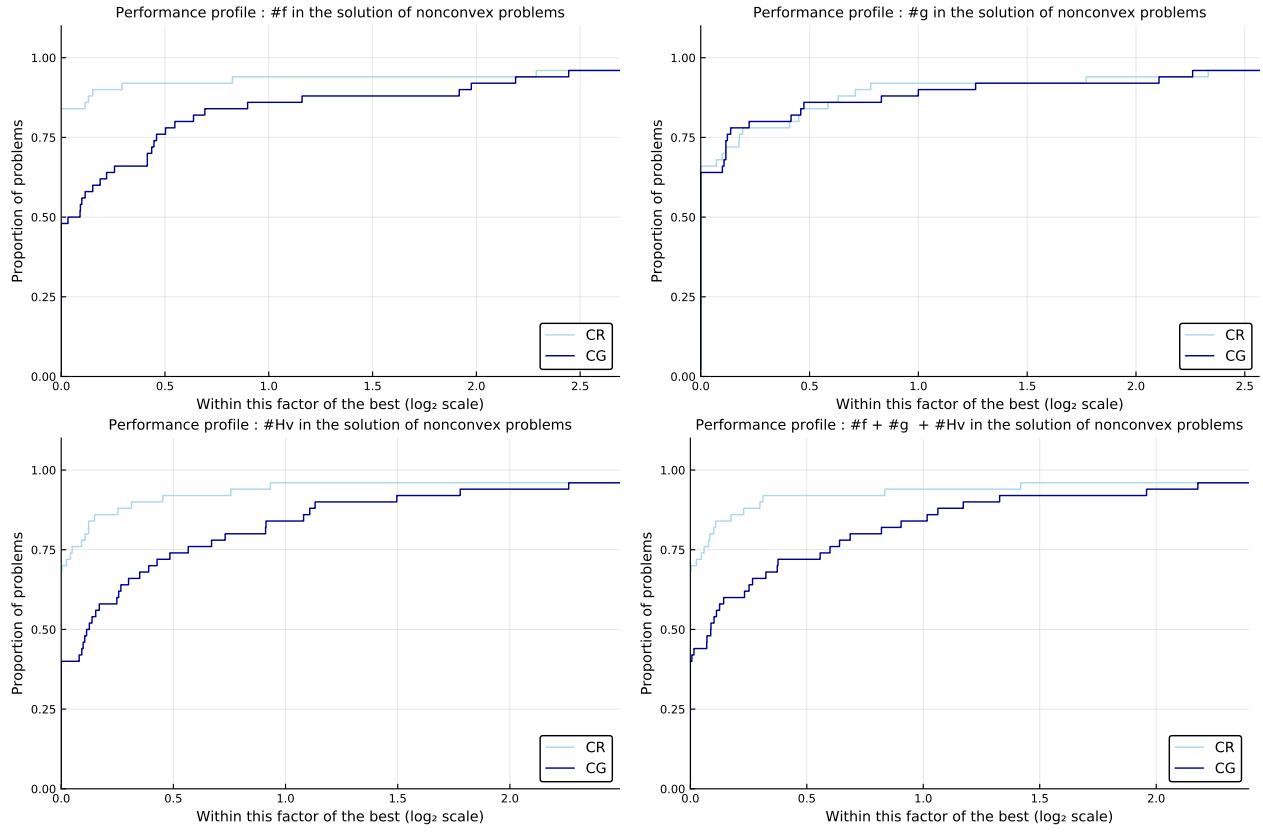 Performance profile : #f in the solution of nonconvex problems
Proportion of problems
1.00
0.75
0.50
0.25
0.00
0.0 0.5 1.0 1.5 2.0 2.5
Within this factor of the best (log₂ scale)
CR
CG
Performance profile : #g in the solution of nonconvex problems
Proportion of problems
1.00
0.75
0.50
0.25
0.00
0.0 0.5 1.0 1.5 2.0 2.5
Within this factor of the best (log₂ scale)
CR
CG
Performance profile : #Hv in the solution of nonconvex problems
Proportion of problems
1.00
0.75
0.50
0.25
0.00
0.0 0.5 1.0 1.5 2.0
Within this factor of the best (log₂ scale)
CR
CG
Performance profile : #f + #g  + #Hv in the solution of nonconvex problems
Proportion of problems
1.00
0.75
0.50
0.25
0.00
0.0 0.5 1.0 1.5 2.0
Within this factor of the best (log₂ scale)
CR
CG